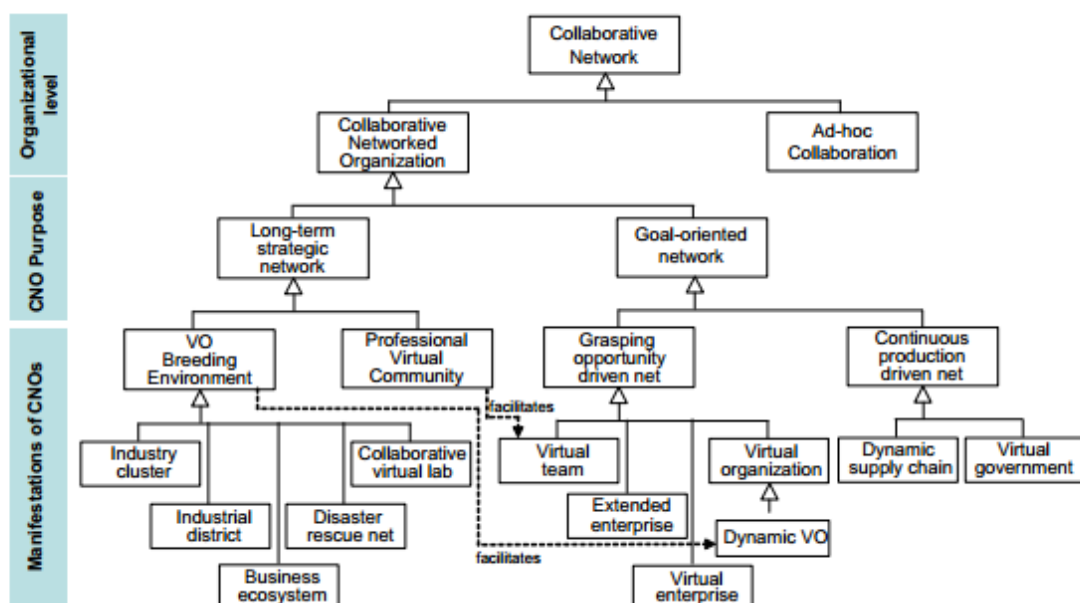 Organizational
level
Collaborative
Network
Collaborative
Networked
Organization
Ad-hoc
Collaboration
CNO Purpose
Long-term
strategic
network
Goal-oriented
network
Manifestations of CNOs
VO
Breeding
Environment
Professional
Virtual
Community
Grasping
opportunity
driven net
Continuous
production
driven net
facilitates
Industry
cluster
Collaborative
virtual lab
Virtual
team
Virtual
organization
Dynamic
supply chain
Virtual
government
Industrial
district
Disaster
rescue net
Extended
enterprise
Dynamic VO
facilitates
Business
ecosystem
Virtual
enterprise